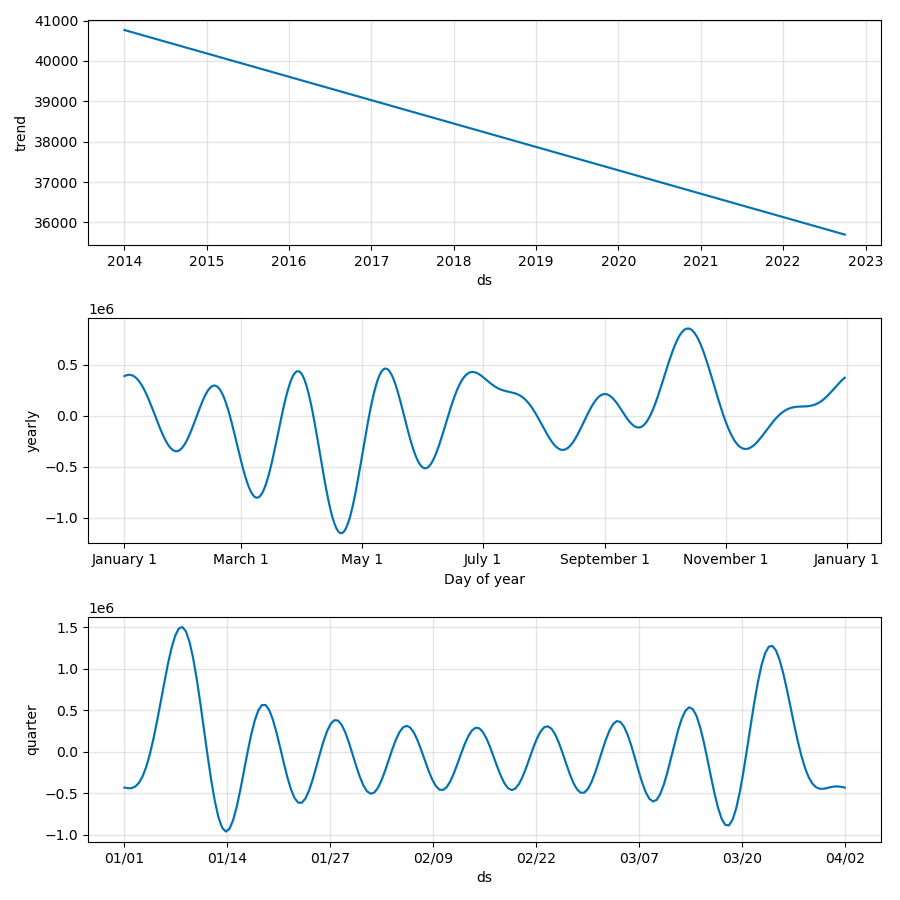 41000
40000
39000
38000
37000
36000
trend
2014 2015 2016 2017 2018 2019 2020 2021 2022 2023
ds
1e6
0.5
0.0
−0.5
−1.0
yearly
January 1 March 1 May 1 July 1 September 1 November 1 January 1
Day of year
1e6
1.5
1.0
0.5
0.0
−0.5
−1.0
quarter
01/01 01/14 01/27 02/09 02/22 03/07 03/20 04/02
ds